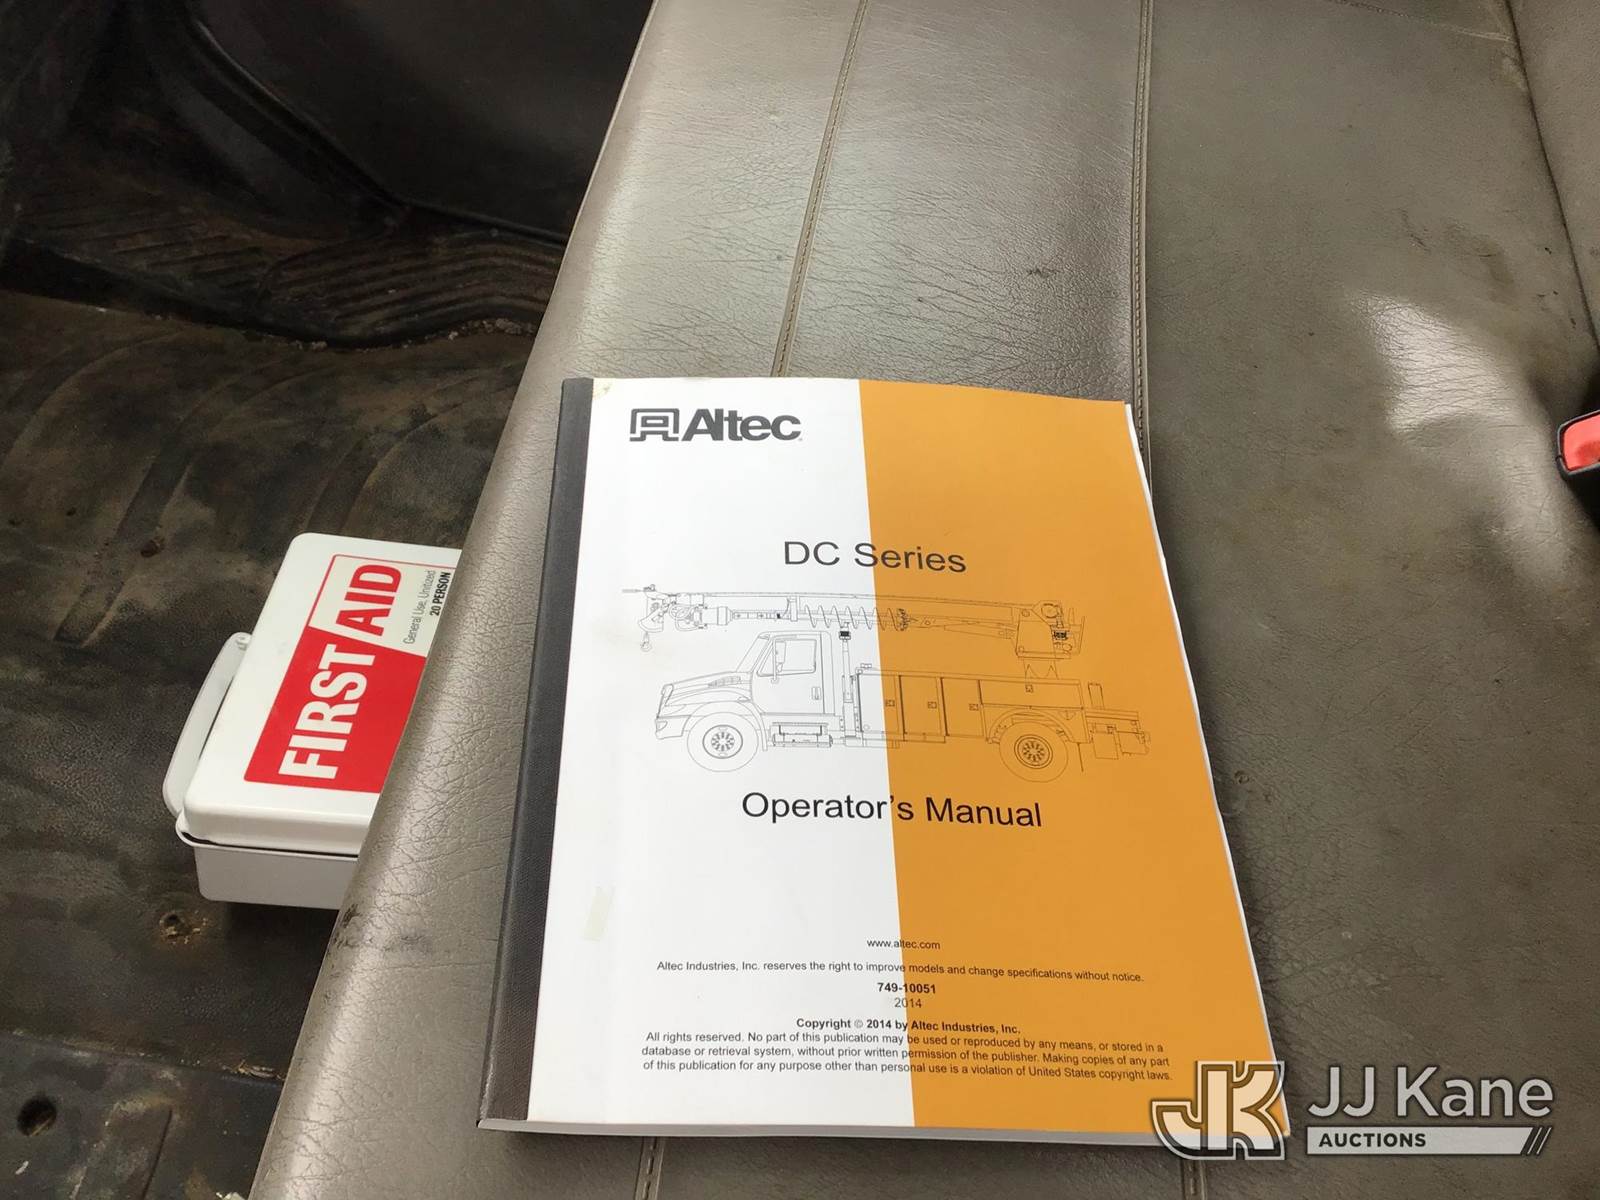 Altec
DC Series
Operator's Manual
www.altec.com
Altec Industries, Inc. reserves the right to improve models and change specifications without notice.
749-10051
2014
Copyright © 2014 by Altec Industries, Inc.
All rights reserved. No part of this publication may be used or reproduced by any means, or stored in a
database or retrieval system, without prior written permission of the publisher. Making copies of any part
of this publication for any purpose other than personal use is a violation of United States copyright laws.
FIRST AID
General Use, Unitized
20 PERSON
JK JJ Kane
AUCTIONS